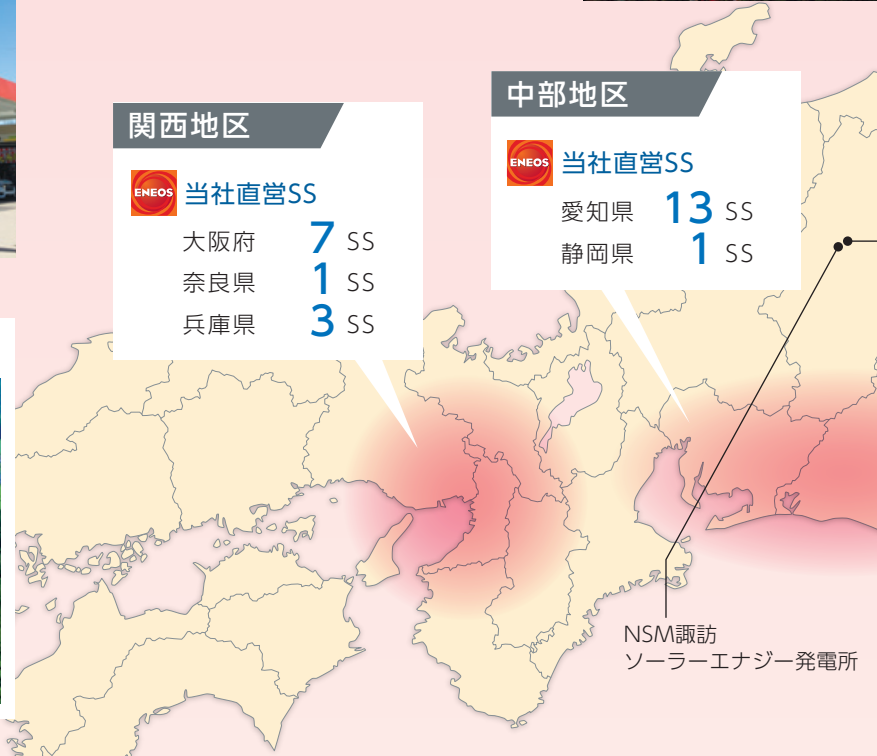 関西地区
ENEOS 当社直営SS
大阪府 7 SS
奈良県 1 SS
兵庫県 3 SS
中部地区
ENEOS 当社直営SS
愛知県 13 SS
静岡県 1 SS
NSM諏訪
ソーラーエナジー発電所